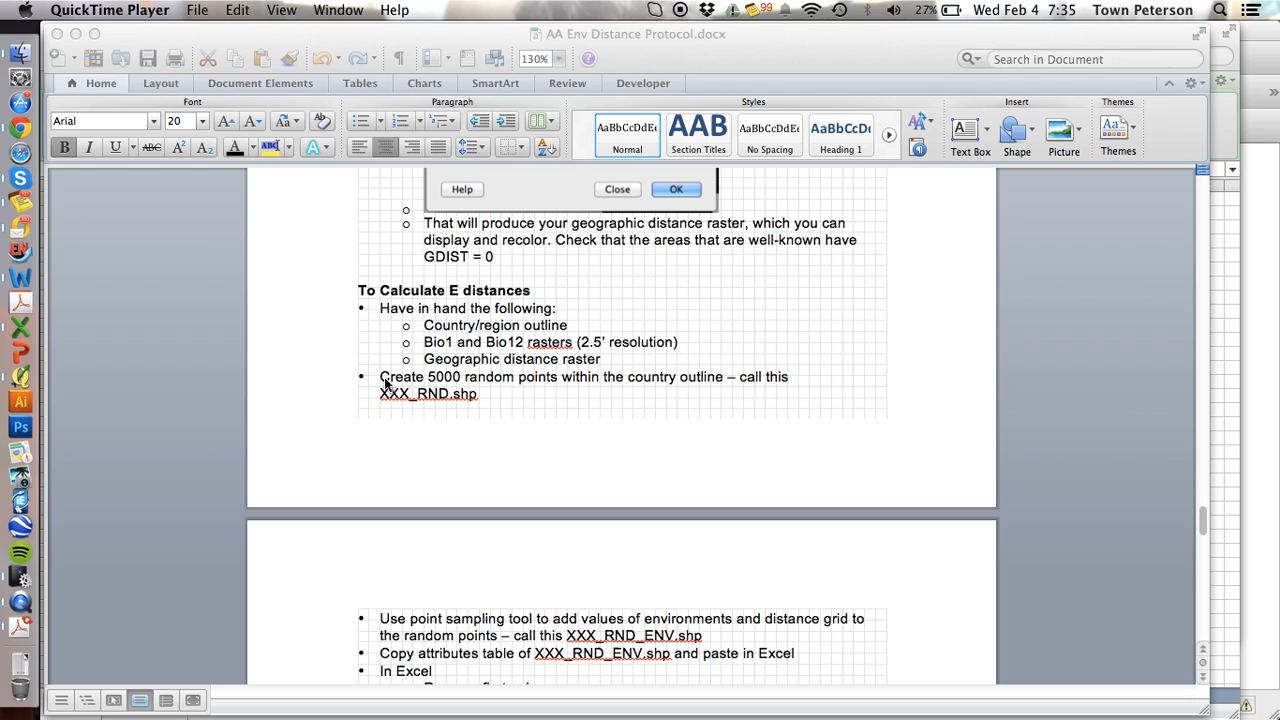 QuickTime Player File Edit View Window Help 99 27% Wed Feb 4 7:35 Town Peterson
AA Env Distance Protocol.docx
130% Search in Document
Home Layout Document Elements Tables Charts SmartArt Review Developer
Font Paragraph Styles Insert Themes
Arial 20
AaBbCcDdEe AAB AaBbCcDdEe AaBbCcDc
Normal Section Titles No Spacing Heading 1 Text Box Shape Picture Themes
Help Close OK
o
o That will produce your geographic distance raster, which you can
display and recolor. Check that the areas that are well-known have
GDIST = 0
To Calculate E distances
• Have in hand the following:
o Country/region outline
o Bio1 and Bio12 rasters (2.5' resolution)
o Geographic distance raster
• Create 5000 random points within the country outline – call this
XXX_RND.shp
• Use point sampling tool to add values of environments and distance grid to
the random points – call this XXX_RND_ENV.shp
• Copy attributes table of XXX_RND_ENV.shp and paste in Excel
• In Excel